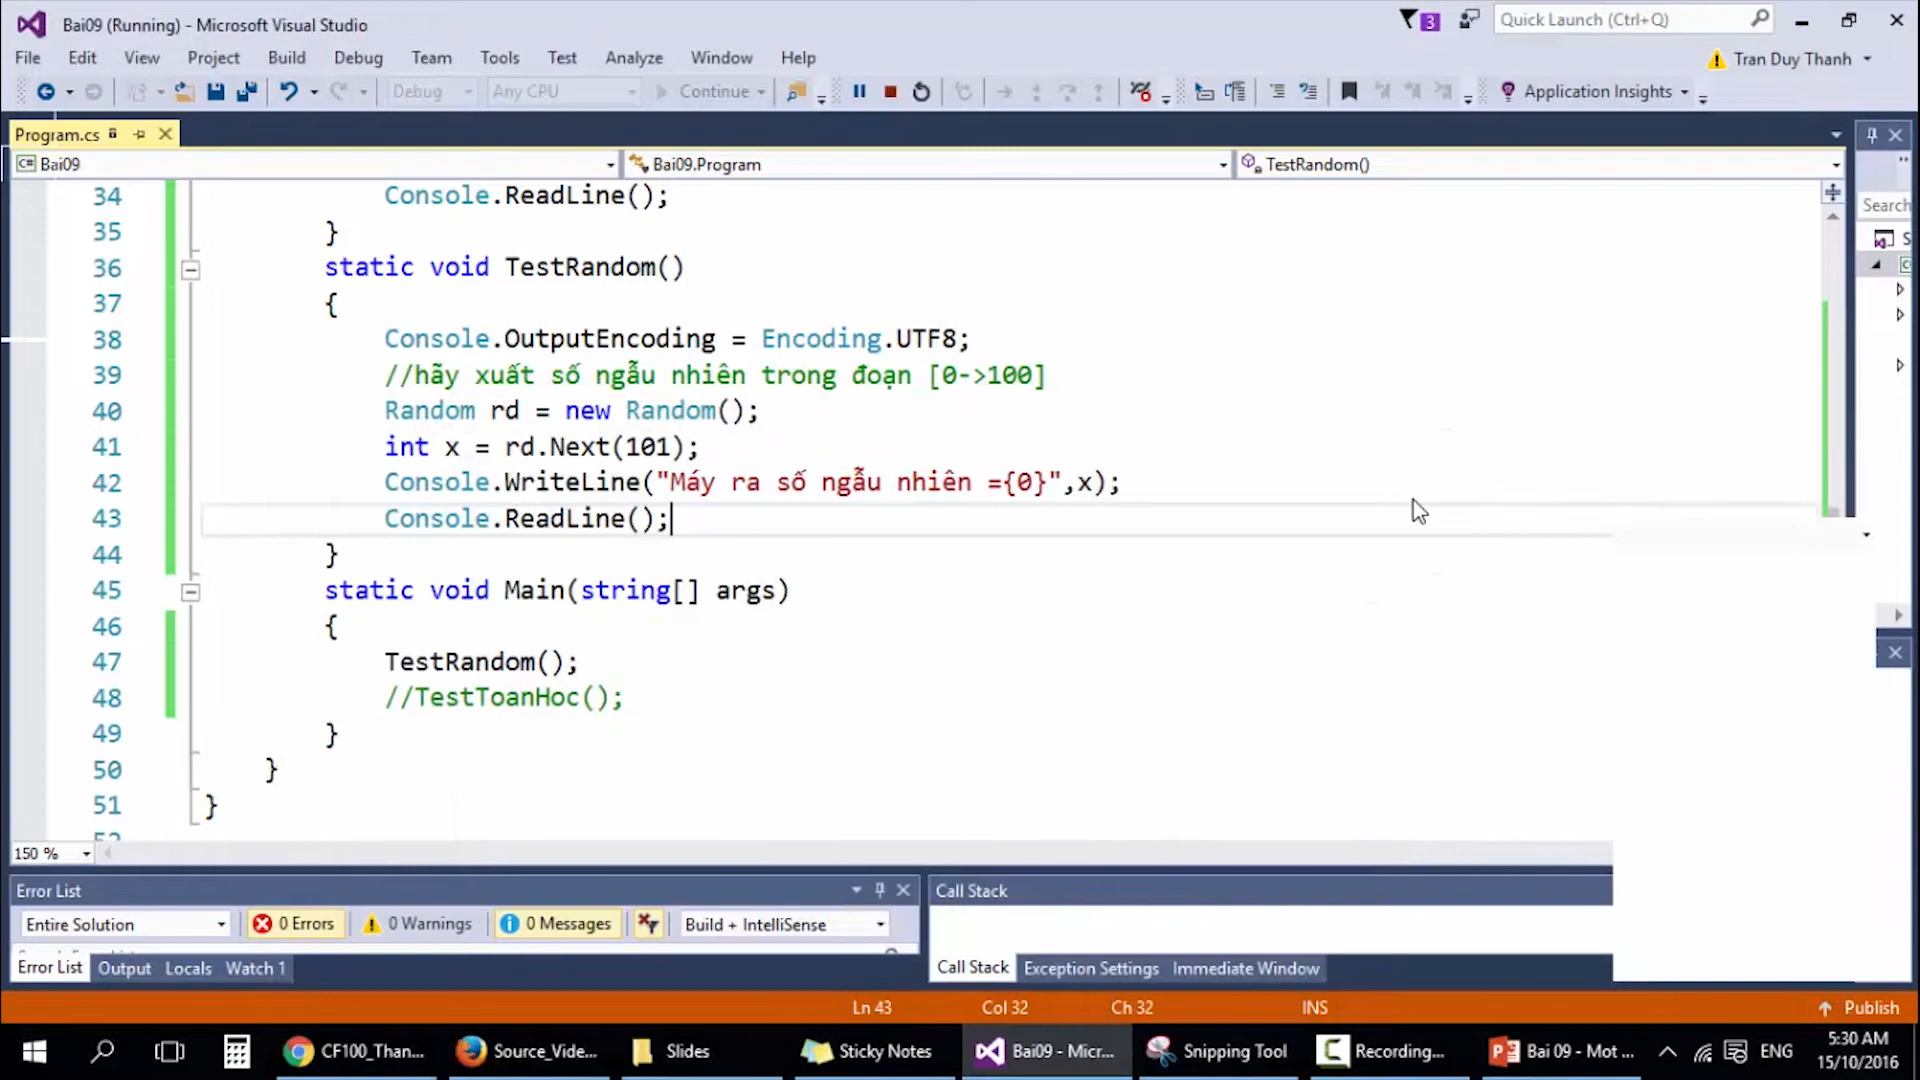 Bai09 (Running) - Microsoft Visual Studio
3
Quick Launch (Ctrl+Q)
File Edit View Project Build Debug Team Tools Test Analyze Window Help
Tran Duy Thanh
Debug Any CPU Continue Application Insights
Program.cs
C# Bai09 Bai09.Program TestRandom()
34 Console.ReadLine();
Search
35 }
36 static void TestRandom()
37 {
38 Console.OutputEncoding = Encoding.UTF8;
39 //hãy xuất số ngẫu nhiên trong đoạn [0->100]
40 Random rd = new Random();
41 int x = rd.Next(101);
42 Console.WriteLine("Máy ra số ngẫu nhiên ={0}",x);
43 Console.ReadLine();
44 }
45 static void Main(string[] args)
46 {
47 TestRandom();
48 //TestToanHoc();
49 }
50 }
51 }
52
150 %
Error List
Call Stack
Entire Solution 0 Errors 0 Warnings 0 Messages Build + IntelliSense
Error List Output Locals Watch 1
Call Stack Exception Settings Immediate Window
Ln 43 Col 32 Ch 32 INS Publish
CF100_Than... Source_Vide... Slides Sticky Notes Bai09 - Micr... Snipping Tool Recording... Bai 09 - Mot ... ENG
5:30 AM
15/10/2016